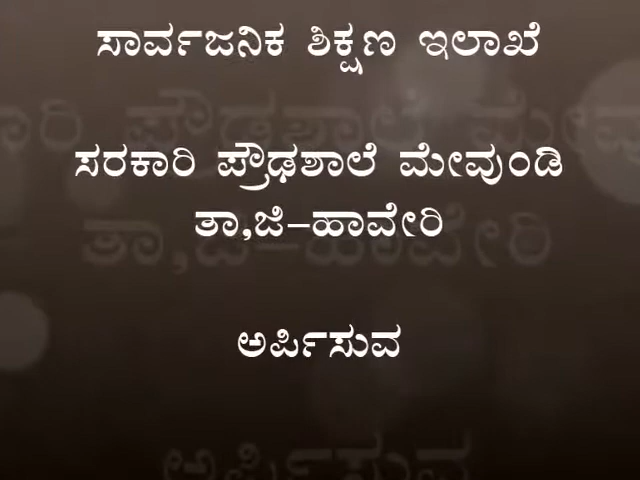 ಸಾರ್ವಜನಿಕ ಶಿಕ್ಷಣ ಇಲಾಖೆ
ಸರಕಾರಿ ಪ್ರೌಢಶಾಲೆ ಮೇವುಂಡಿ
ತಾ,ಜಿ-ಹಾವೇರಿ
ಅರ್ಪಿಸುವ